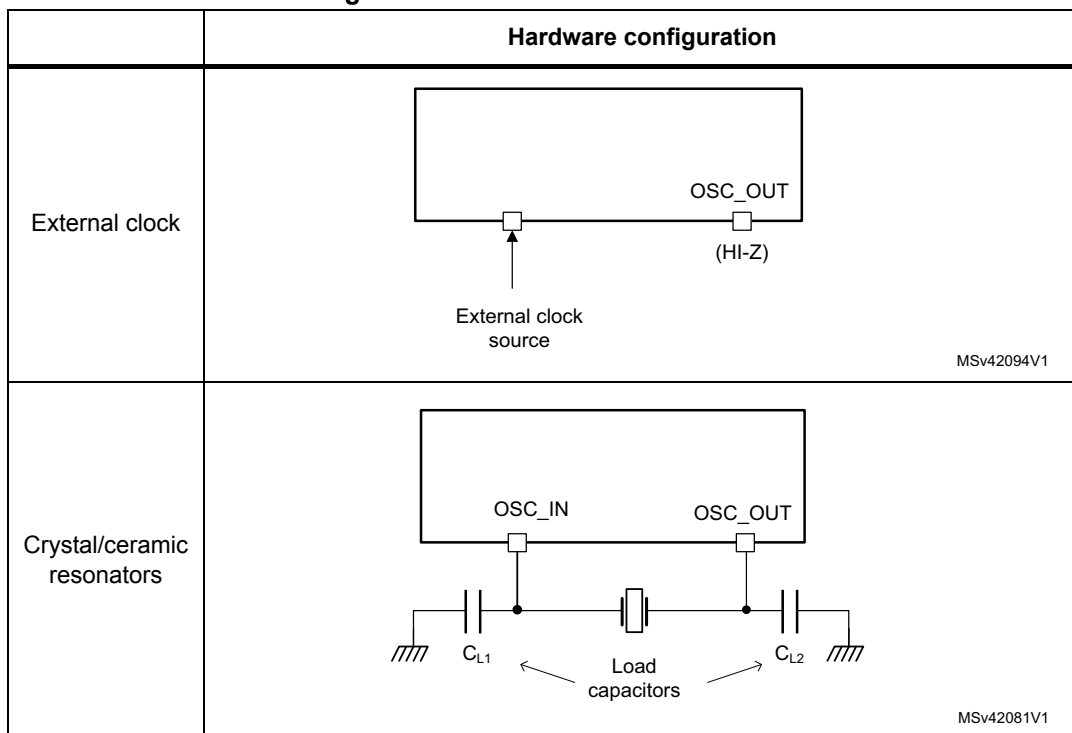 Hardware configuration
External clock
OSC_OUT
(HI-Z)
External clock
source
MSv42094V1
Crystal/ceramic
resonators
OSC_IN
OSC_OUT
CL1
CL2
Load
capacitors
MSv42081V1